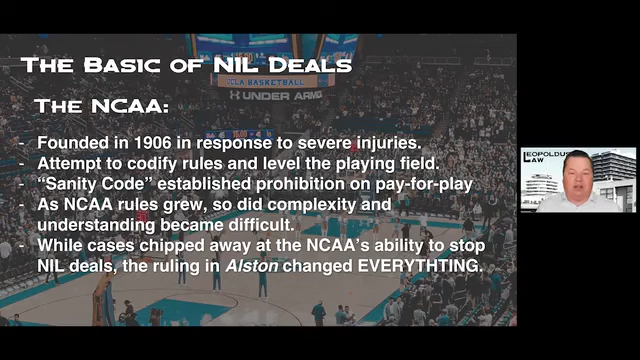 THE BASIC OF NIL DEALS
THE NCAA:
- Founded in 1906 in response to severe injuries.
- Attempt to codify rules and level the playing field.
- “Sanity Code” established prohibition on pay-for-play
- As NCAA rules grew, so did complexity and
understanding became difficult.
- While cases chipped away at the NCAA’s ability to stop
NIL deals, the ruling in Alston changed EVERYTHTING.
UCLA BASKETBALL
UNDER ARMO
LEOPOLDUS
LAW